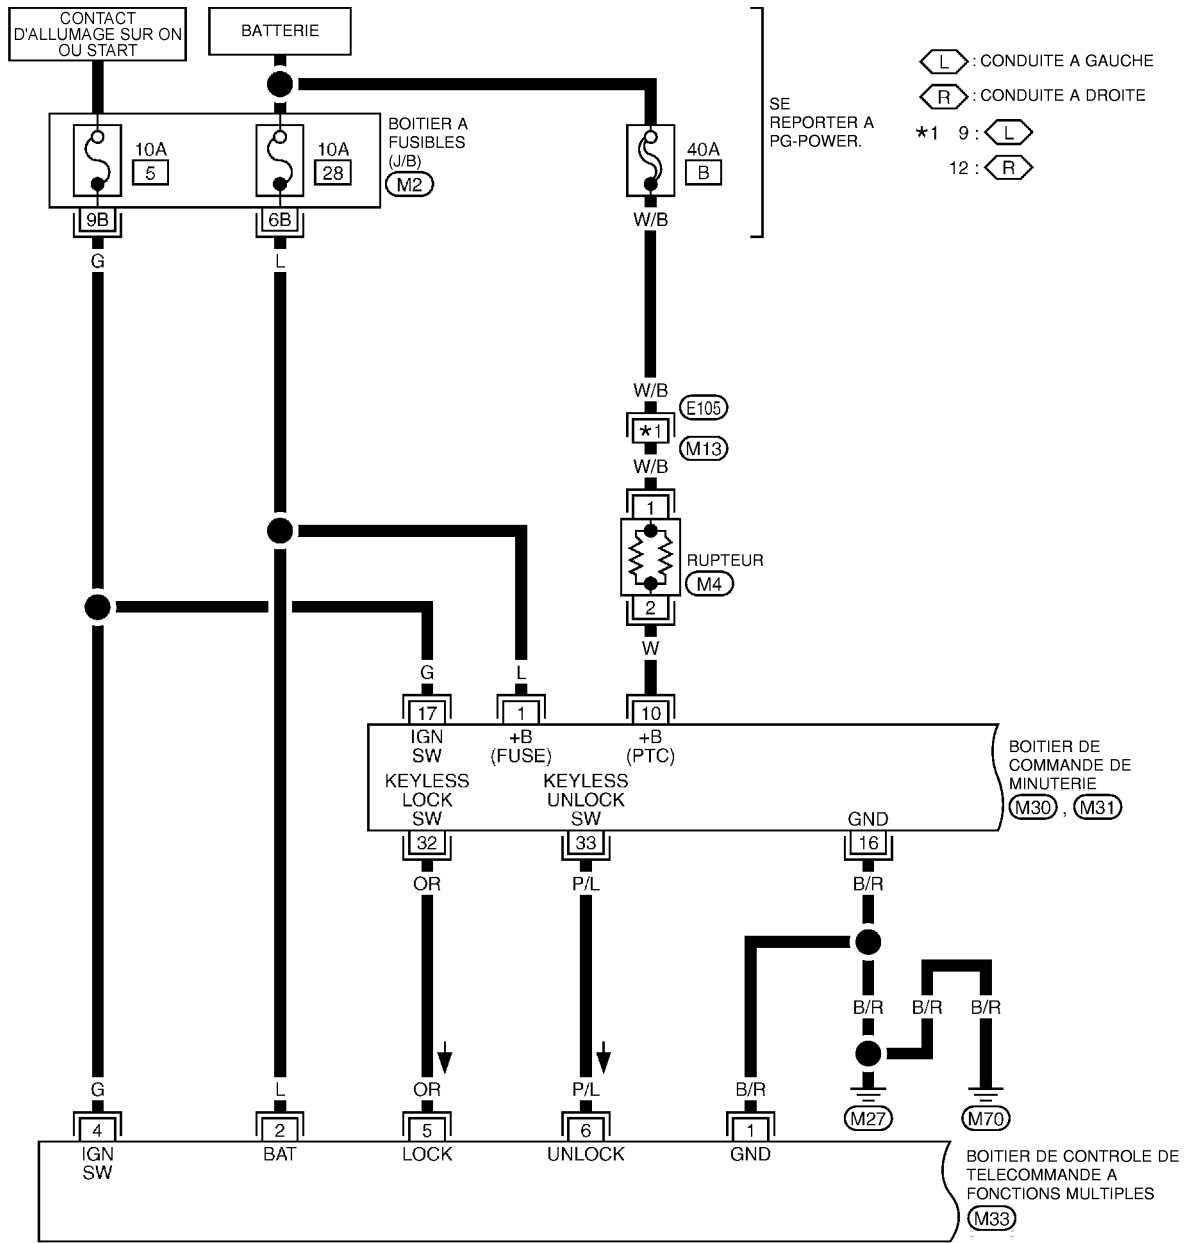 CONTACT
D'ALLUMAGE SUR ON
OU START
BATTERIE
SE
REPORTER A
PG-POWER.
L : CONDUITE A GAUCHE
R : CONDUITE A DROITE
*1 9 : L
12 : R
BOITIER A
FUSIBLES
(J/B)
M2
10A
5
10A
28
40A
B
9B
6B
W/B
G
L
W/B
E105
*1
M13
W/B
1
RUPTEUR
M4
2
W
G
L
17
1
10
IGN
SW
+B
(FUSE)
+B
(PTC)
KEYLESS
LOCK
SW
KEYLESS
UNLOCK
SW
GND
BOITIER DE
COMMANDE DE
MINUTERIE
M30 , M31
32
33
16
OR
P/L
B/R
B/R
B/R
B/R
G
L
OR
P/L
B/R
M27
M70
4
2
5
6
1
IGN
SW
BAT
LOCK
UNLOCK
GND
BOITIER DE CONTROLE DE
TELECOMMANDE A
FONCTIONS MULTIPLES
M33